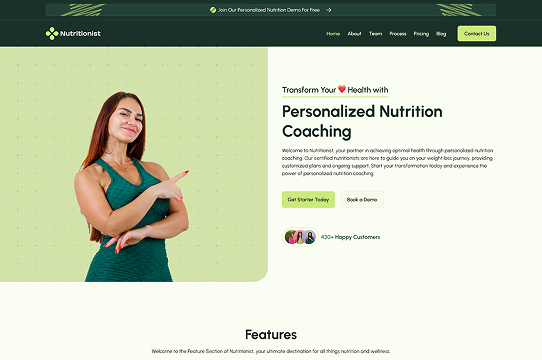 Join Our Personalized Nutrition Demo For Free
Nutritionist
Home About Team Process Pricing Blog Contact Us
Transform Your Health with
Personalized Nutrition
Coaching
Welcome to Nutritionist, your partner in achieving optimal health through personalized nutrition
coaching. Our certified nutritionists are here to guide you on your weight loss journey, providing
customized plans and ongoing support. Start your transformation today and experience the
power of personalized nutrition coaching.
Get Starter Today Book a Demo
430+ Happy Customers
Features
Welcome to the Feature Section of Nutritionist, your ultimate destination for all things nutrition and wellness.